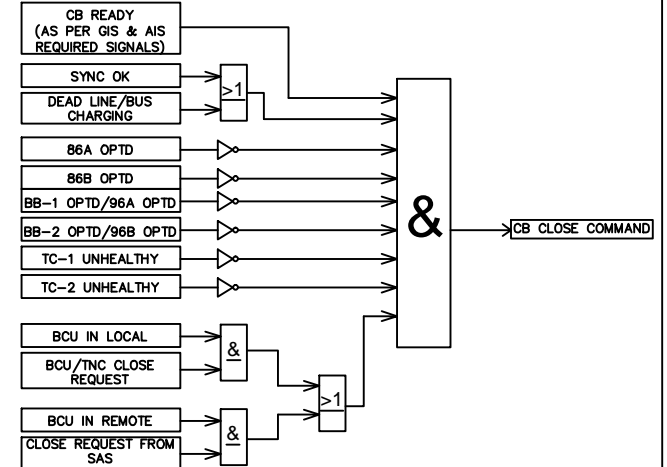 CB READY
(AS PER GIS & AIS
REQUIRED SIGNALS)
SYNC OK
DEAD LINE/BUS
CHARGING
>1
86A OPTD
86B OPTD
BB-1 OPTD/96A OPTD
BB-2 OPTD/96B OPTD
TC-1 UNHEALTHY
TC-2 UNHEALTHY
&
CB CLOSE COMMAND
BCU IN LOCAL
BCU/TNC CLOSE
REQUEST
&
>1
BCU IN REMOTE
CLOSE REQUEST FROM
SAS
&